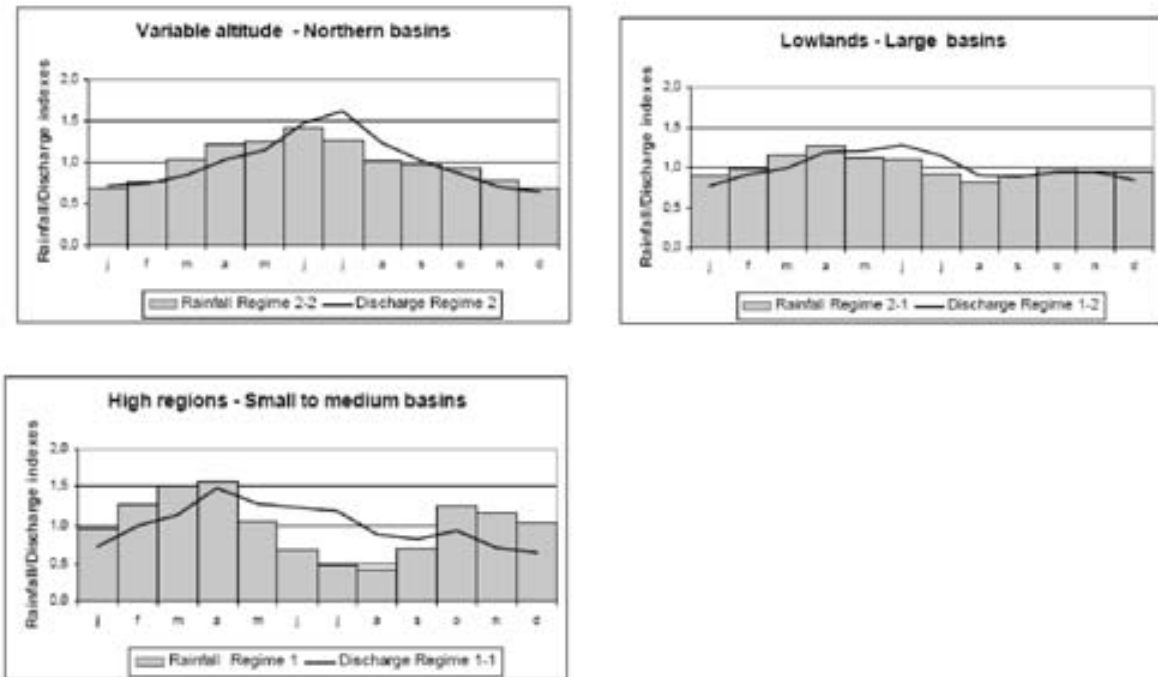 Variable altitude - Northern basins
Rainfall/Discharge indexes
2.0
1.5
1.0
0.5
0.0
j f m a m j j a s o n d
Rainfall Regime 2-2 Discharge Regime 2
Lowlands - Large basins
Rainfall/Discharge indexes
2.0
1.5
1.0
0.5
0.0
j f m a m j j a s o n d
Rainfall Regime 2-1 Discharge Regime 1-2
High regions - Small to medium basins
Rainfall/Discharge indexes
2.0
1.5
1.0
0.5
0.0
j f m a m j j a s o n d
Rainfall Regime 1 Discharge Regime 1-1